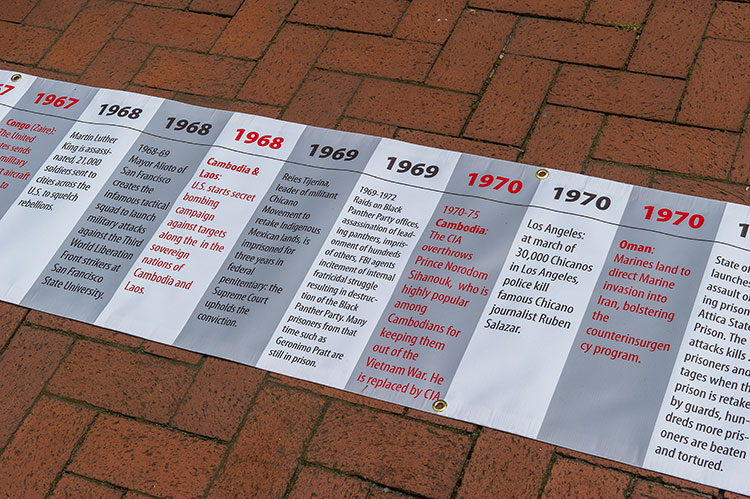 67
1967
Congo (Zaire):
The United
States sends
military
aircraft
to
1968
Martin Luther
King is assassi-
nated, 21,000
soldiers sent to
cities across the
U.S. to squelch
rebellions.
1968
1968-69
Mayor Alioto of
San Francisco
creates the
infamous tactical
squad to launch
military attacks
against the Third
World Liberation
Front strikers at
San Francisco
State University.
1968
Cambodia &
Laos:
U.S. starts secret
bombing
campaign
against targets
along the in the
sovereign
nations of
Cambodia and
Laos.
1969
Reies Tijerina,
leader of militant
Chicano
Movement to
retake Indigenous
Mexican lands, is
imprisoned for
three years in
federal
penitentiary: the
Supreme Court
upholds the
conviction.
1969
1969-1972
Raids on Black
Panther Party offices,
assassination of lead-
ing panthers, impris-
onment of hundreds
of others, FBI agents
incitement of internal
fratricidal struggle
resulting in destruc-
tion of the Black
Panther Party. Many
prisoners from that
time such as
Geronimo Pratt are
still in prison.
1970
1970-75
Cambodia:
The CIA
overthrows
Prince Norodom
Sihanouk, who is
highly popular
among
Cambodians for
keeping them
out of the
Vietnam War. He
is replaced by CIA
1970
Los Angeles:
at march of
30,000 Chicanos
in Los Angeles,
police kill
famous Chicano
journalist Ruben
Salazar.
1970
Oman:
Marines land to
direct Marine
invasion into
Iran, bolstering
the
counterinsurgen
cy program.
1
State of
launches
assault o
ing prison
Attica Stat
Prison. The
attacks kills
prisoners and
tages when th
prison is retake
by guards, hun-
dreds more pris-
oners are beaten
and tortured.